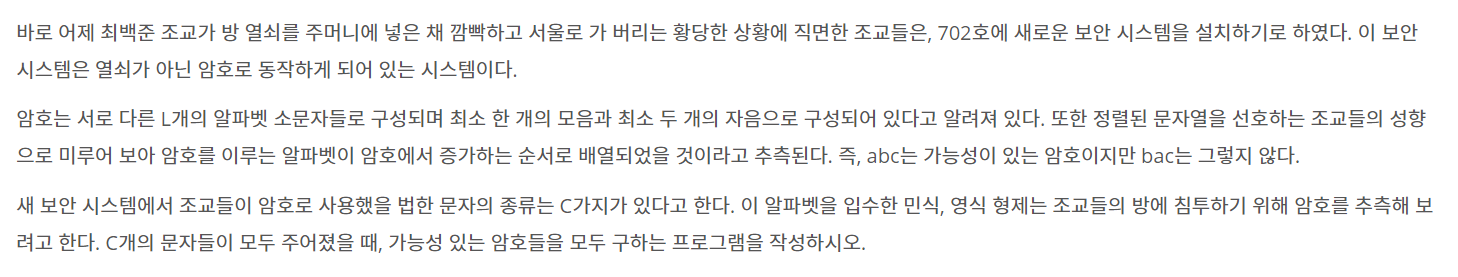 바로 어제 최백준 조교가 방 열쇠를 주머니에 넣은 채 깜빡하고 서울로 가 버리는 황당한 상황에 직면한 조교들은, 702호에 새로운 보안 시스템을 설치하기로 하였다. 이 보안
시스템은 열쇠가 아닌 암호로 동작하게 되어 있는 시스템이다.
암호는 서로 다른 L개의 알파벳 소문자들로 구성되며 최소 한 개의 모음과 최소 두 개의 자음으로 구성되어 있다고 알려져 있다. 또한 정렬된 문자열을 선호하는 조교들의 성향
으로 미루어 보아 암호를 이루는 알파벳이 암호에서 증가하는 순서로 배열되었을 것이라고 추측된다. 즉, abc는 가능성이 있는 암호이지만 bac는 그렇지 않다.
새 보안 시스템에서 조교들이 암호로 사용했을 법한 문자의 종류는 C가지가 있다고 한다. 이 알파벳을 입수한 민식, 영식 형제는 조교들의 방에 침투하기 위해 암호를 추측해 보
려고 한다. C개의 문자들이 모두 주어졌을 때, 가능성 있는 암호들을 모두 구하는 프로그램을 작성하시오.